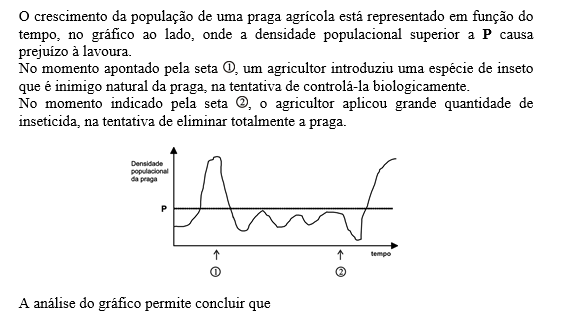 O crescimento da população de uma praga agrícola está representado em função do
tempo, no gráfico ao lado, onde a densidade populacional superior a P causa
prejuízo à lavoura.
No momento apontado pela seta ①, um agricultor introduziu uma espécie de inseto
que é inimigo natural da praga, na tentativa de controlá-la biologicamente.
No momento indicado pela seta ②, o agricultor aplicou grande quantidade de
inseticida, na tentativa de eliminar totalmente a praga.
Densidade
populacional
da praga
P
tempo
① ②
A análise do gráfico permite concluir que